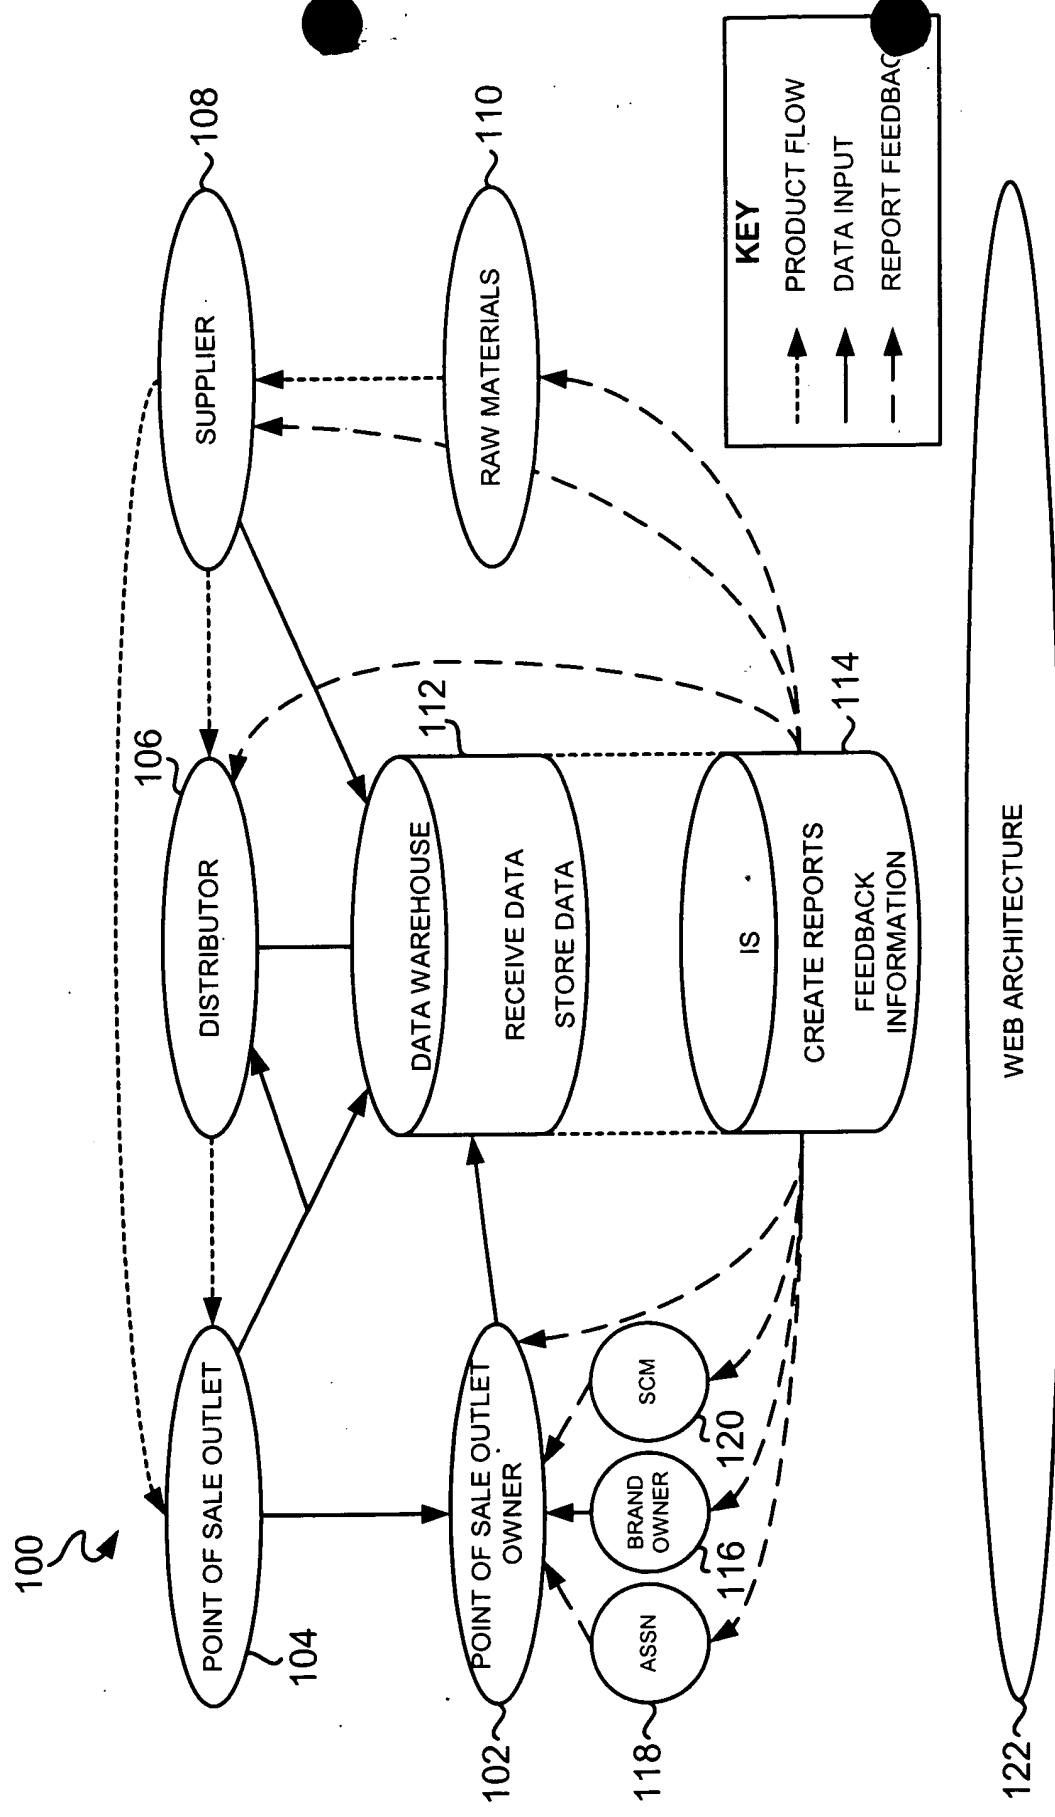 100
POINT OF SALE OUTLET
104
DISTRIBUTOR
106
SUPPLIER
108
POINT OF SALE OUTLET
OWNER
102
DATA WAREHOUSE
RECEIVE DATA
STORE DATA
112
RAW MATERIALS
110
ASSN
118
BRAND
OWNER
116
SCM
120
IS
CREATE REPORTS
FEEDBACK
INFORMATION
114
KEY
PRODUCT FLOW
DATA INPUT
REPORT FEEDBAC
WEB ARCHITECTURE
122